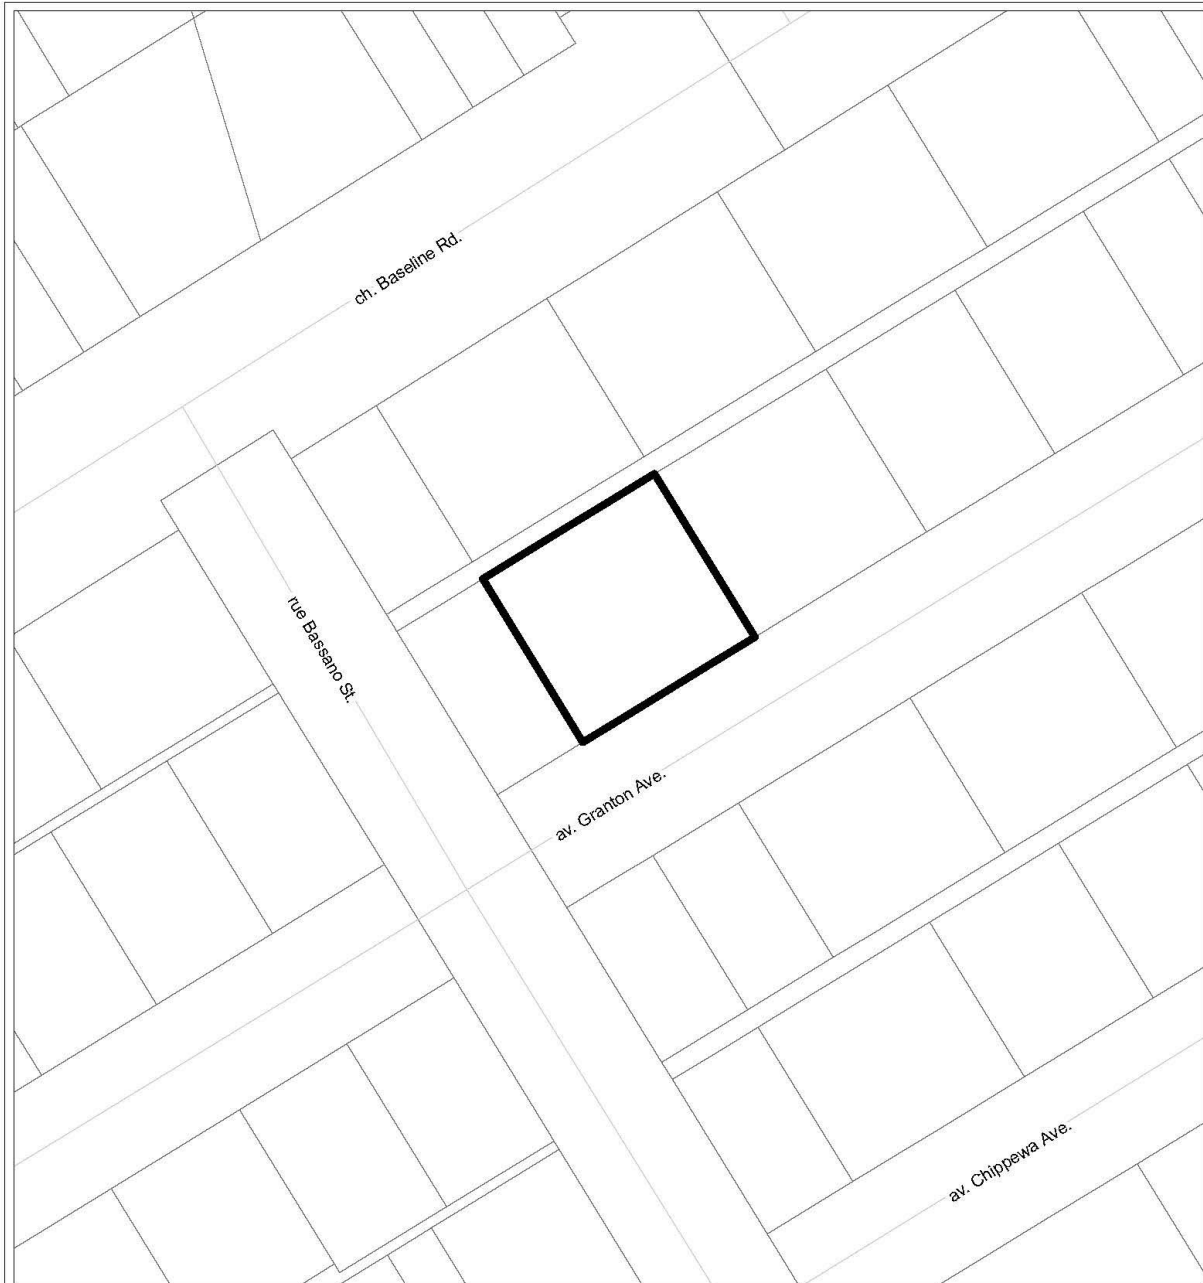 ch. Baseline Rd.
rue Bassano St.
av. Granton Ave.
av. Chippewa Ave.